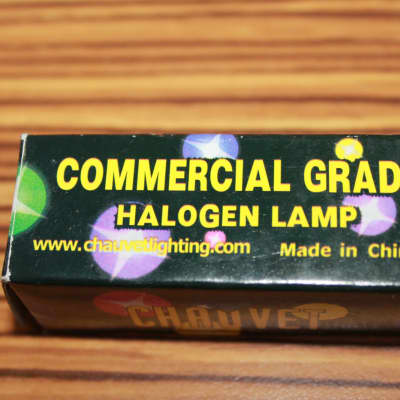 COMMERCIAL GRAD
HALOGEN LAMP
www.chauvetlighting.com Made in Chi
CHAUVET